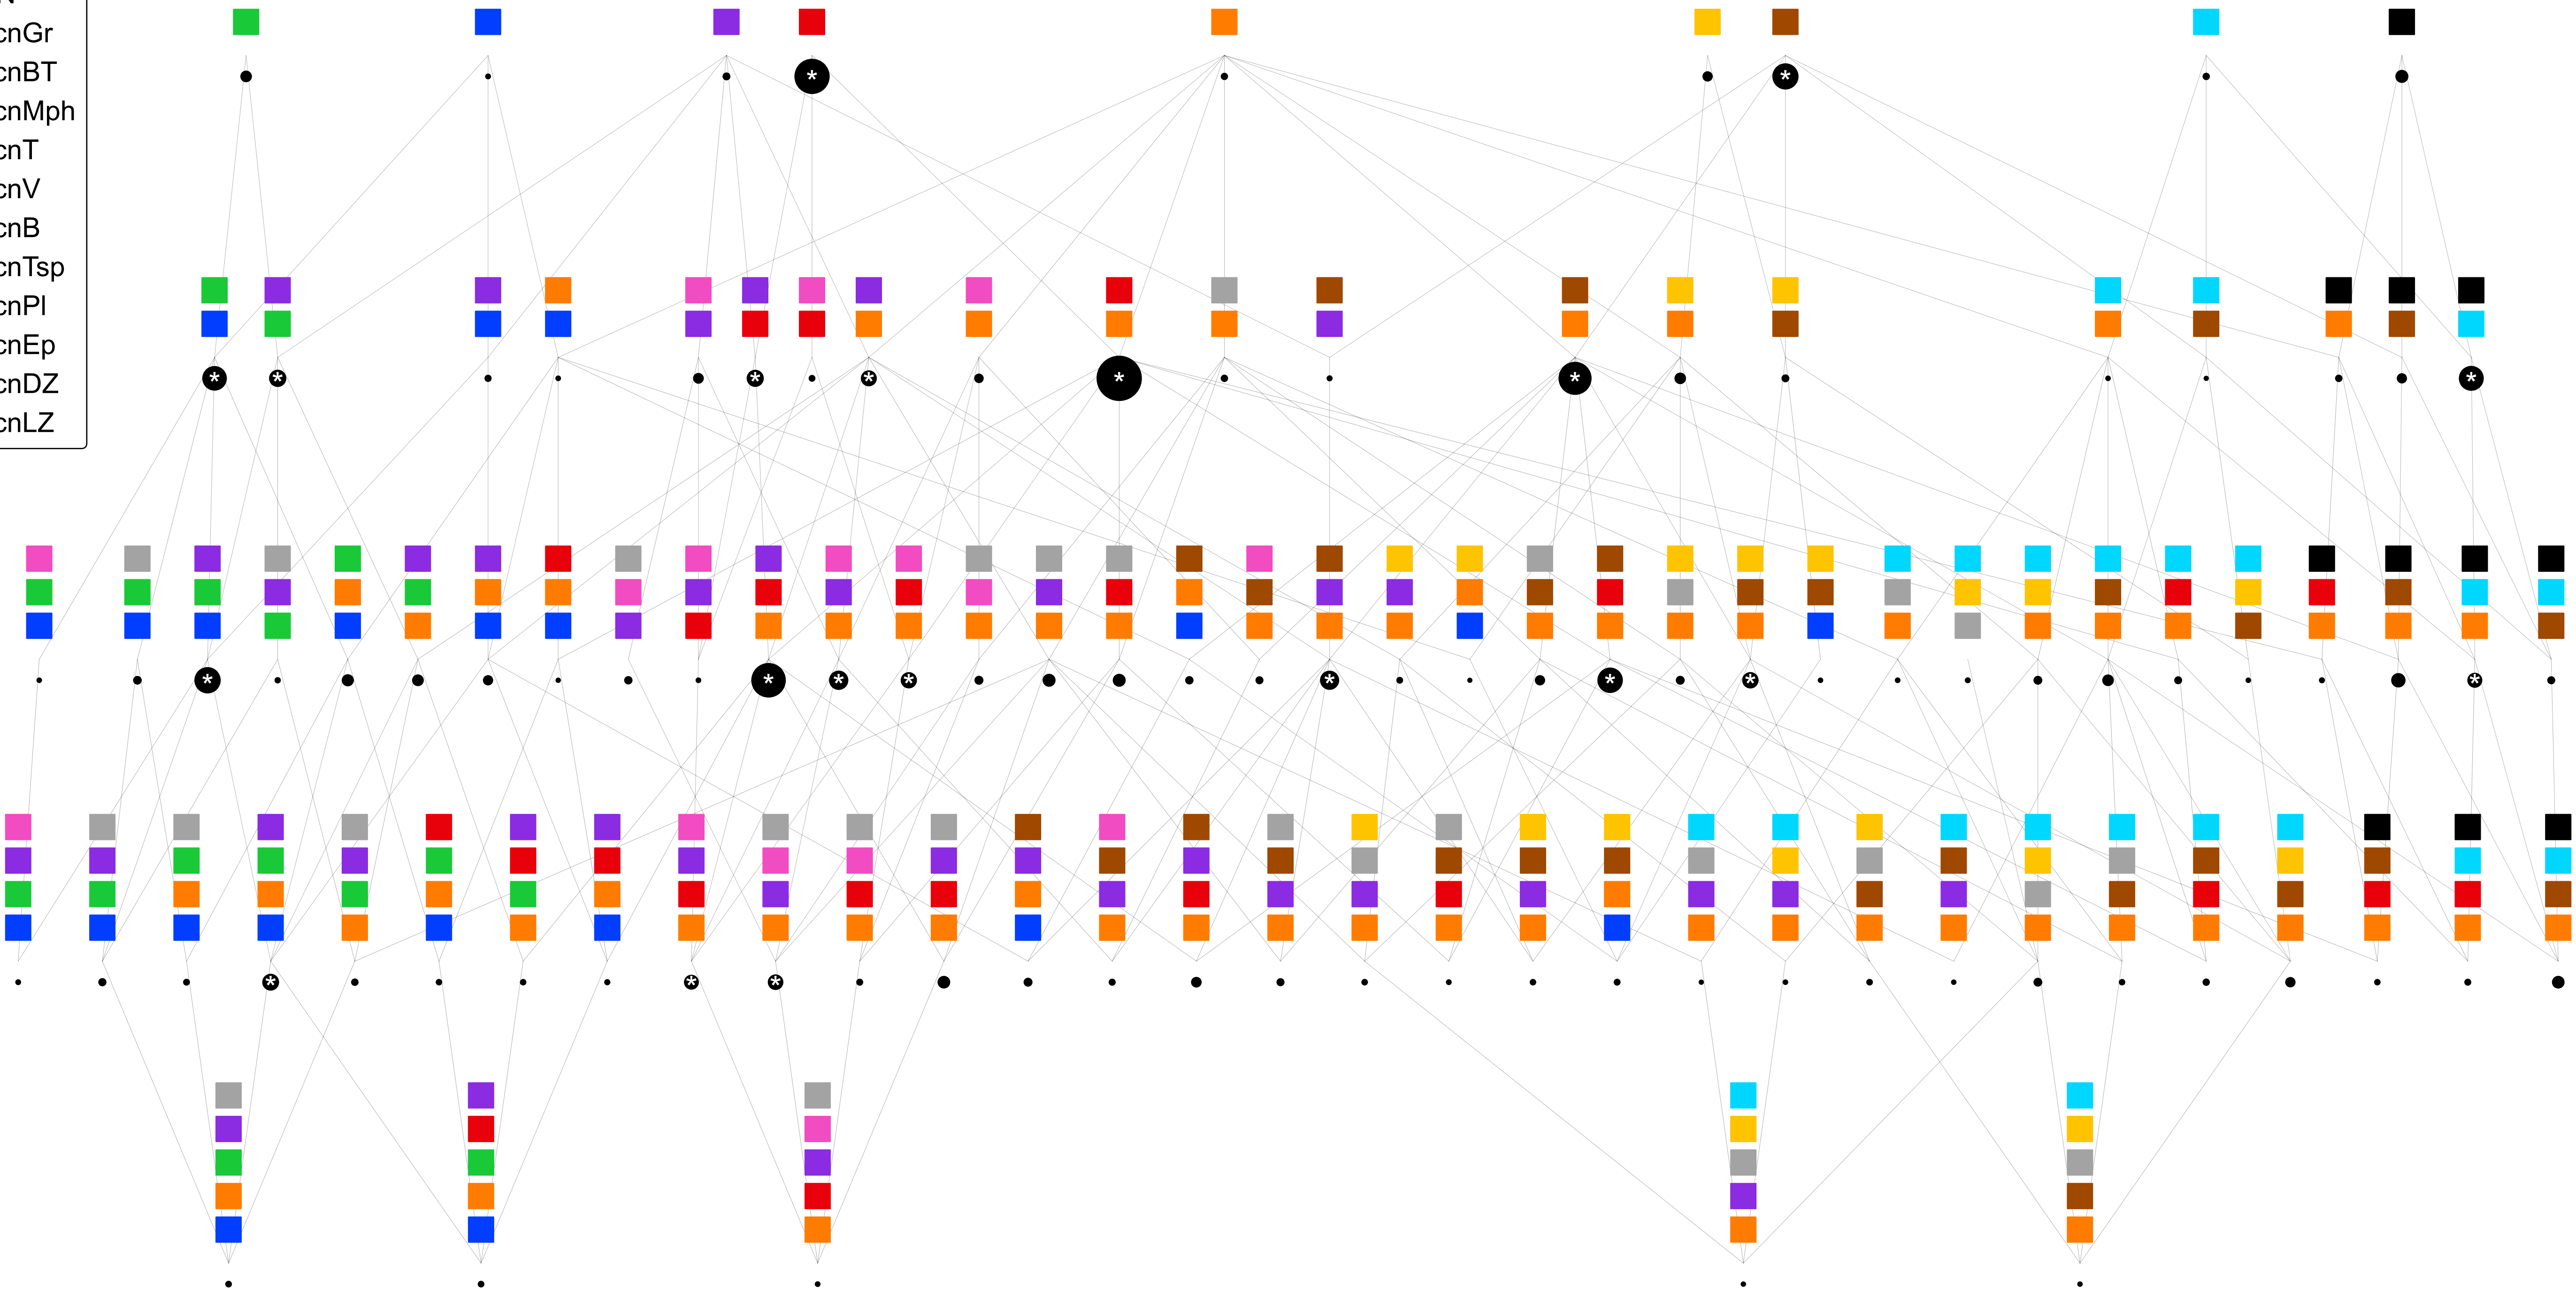 cnGr
cnBT
cnMph
cnT
cnV
cnB
cnTsp
cnPl
cnEp
cnDZ
cnLZ
* *
* * * * * * *
* * * * * * * *
* * *